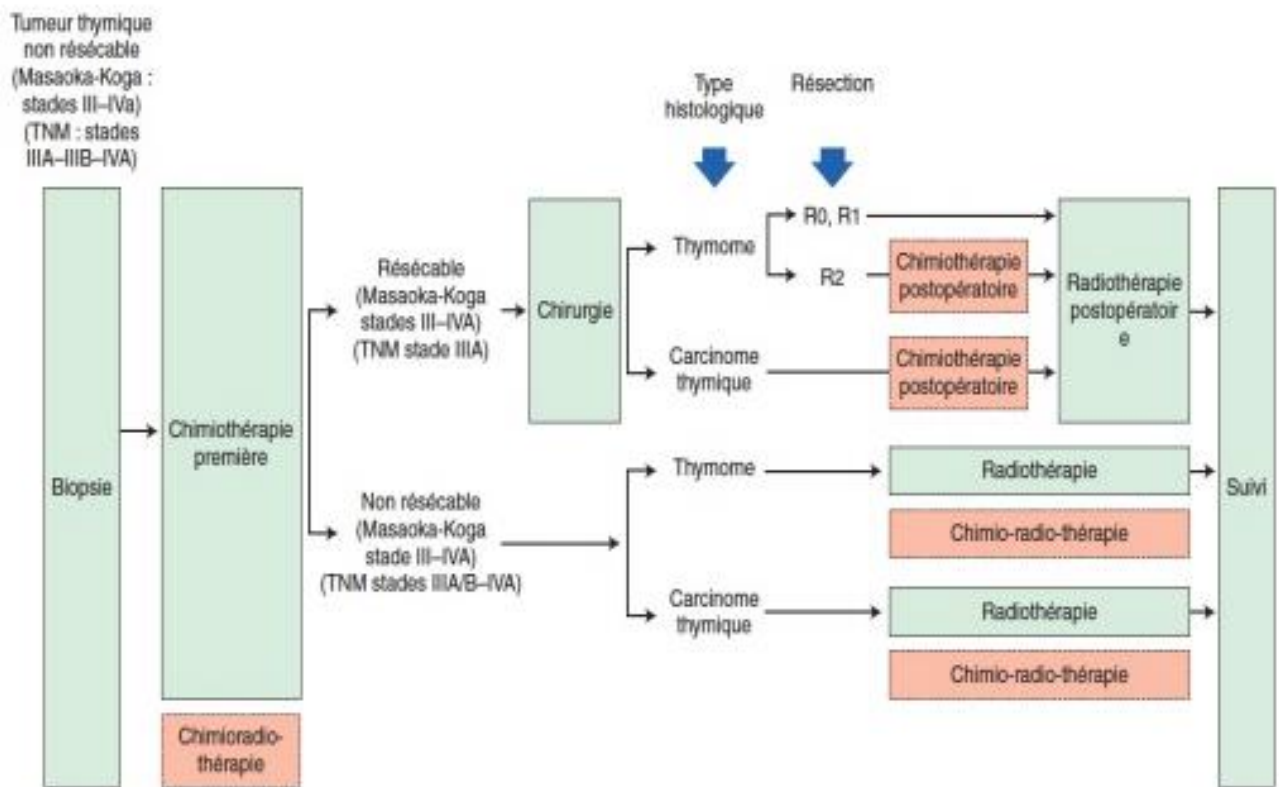 Tumeur thymique
non résécable
(Masaoka-Koga :
stades III–IVa)
(TNM : stades
IIIA–IIIB–IVA)
Biopsie
Chimiothérapie
première
Chimioradio-
thérapie
Résécable
(Masaoka-Koga
stades III–IVA)
(TNM stade IIIA)
Non résécable
(Masaoka-Koga
stade III–IVA)
(TNM stades IIIA/B–IVA)
Chirurgie
Type
histologique
Résection
Thymome
R0, R1
R2
Chimiothérapie
postopératoire
Carcinome
thymique
Chimiothérapie
postopératoire
Radiothérapie
postopératoir
e
Thymome
Radiothérapie
Chimio-radio-thérapie
Carcinome
thymique
Radiothérapie
Chimio-radio-thérapie
Suivi